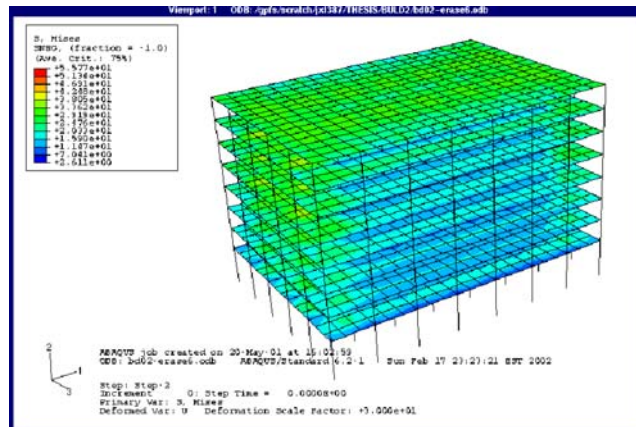 Viewport: 1 ODB: /gpfs/scratch/jxl387/THESIS/BULD2/bd02-erase6.odb
S, Mises
SNEG, (fraction = -1.0)
(Ave. Crit.: 75%)
+5.577e+01
+5.134e+01
+4.691e+01
+4.248e+01
+3.805e+01
+3.362e+01
+2.919e+01
+2.476e+01
+2.033e+01
+1.590e+01
+1.147e+01
+7.041e+00
+2.611e+00
2
1
3
ABAQUS job created on 20-May-01 at 16:02:59
ODB: bd02-erase6.odb ABAQUS/Standard 6.2-1 Sun Feb 17 23:27:21 EST 2002
Step: Step-2
Increment 0: Step Time = 0.0000E+00
Primary Var: S, Mises
Deformed Var: U Deformation Scale Factor: +3.000e+01